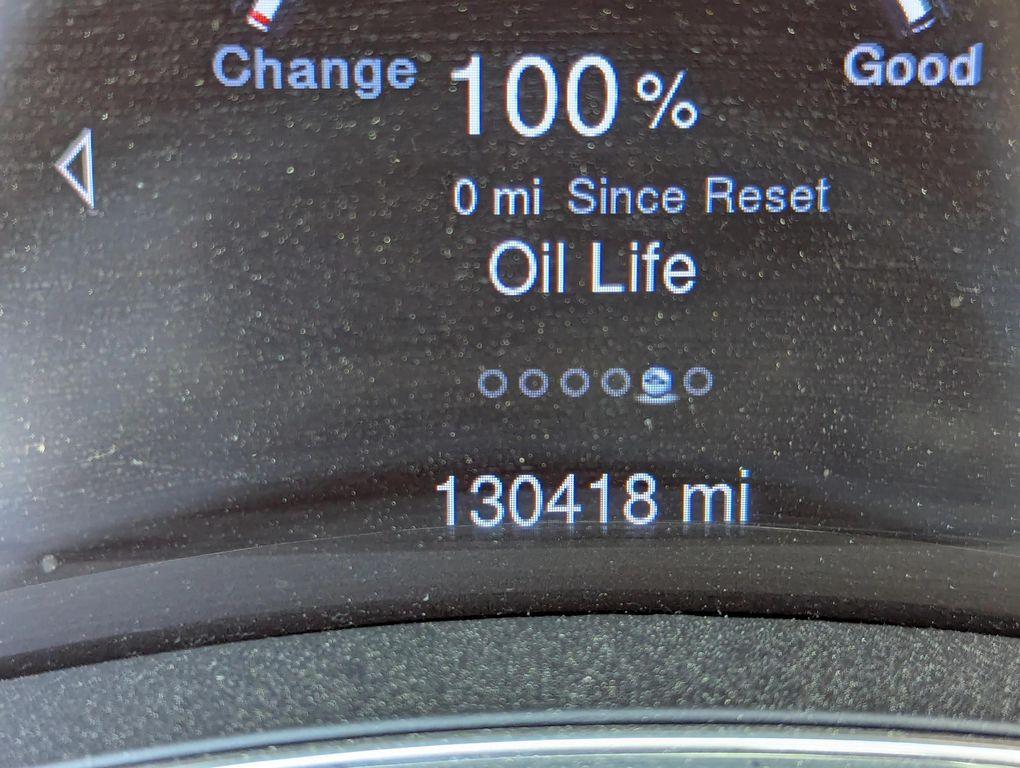 Change 100 % Good
0 mi Since Reset
Oil Life
130418 mi